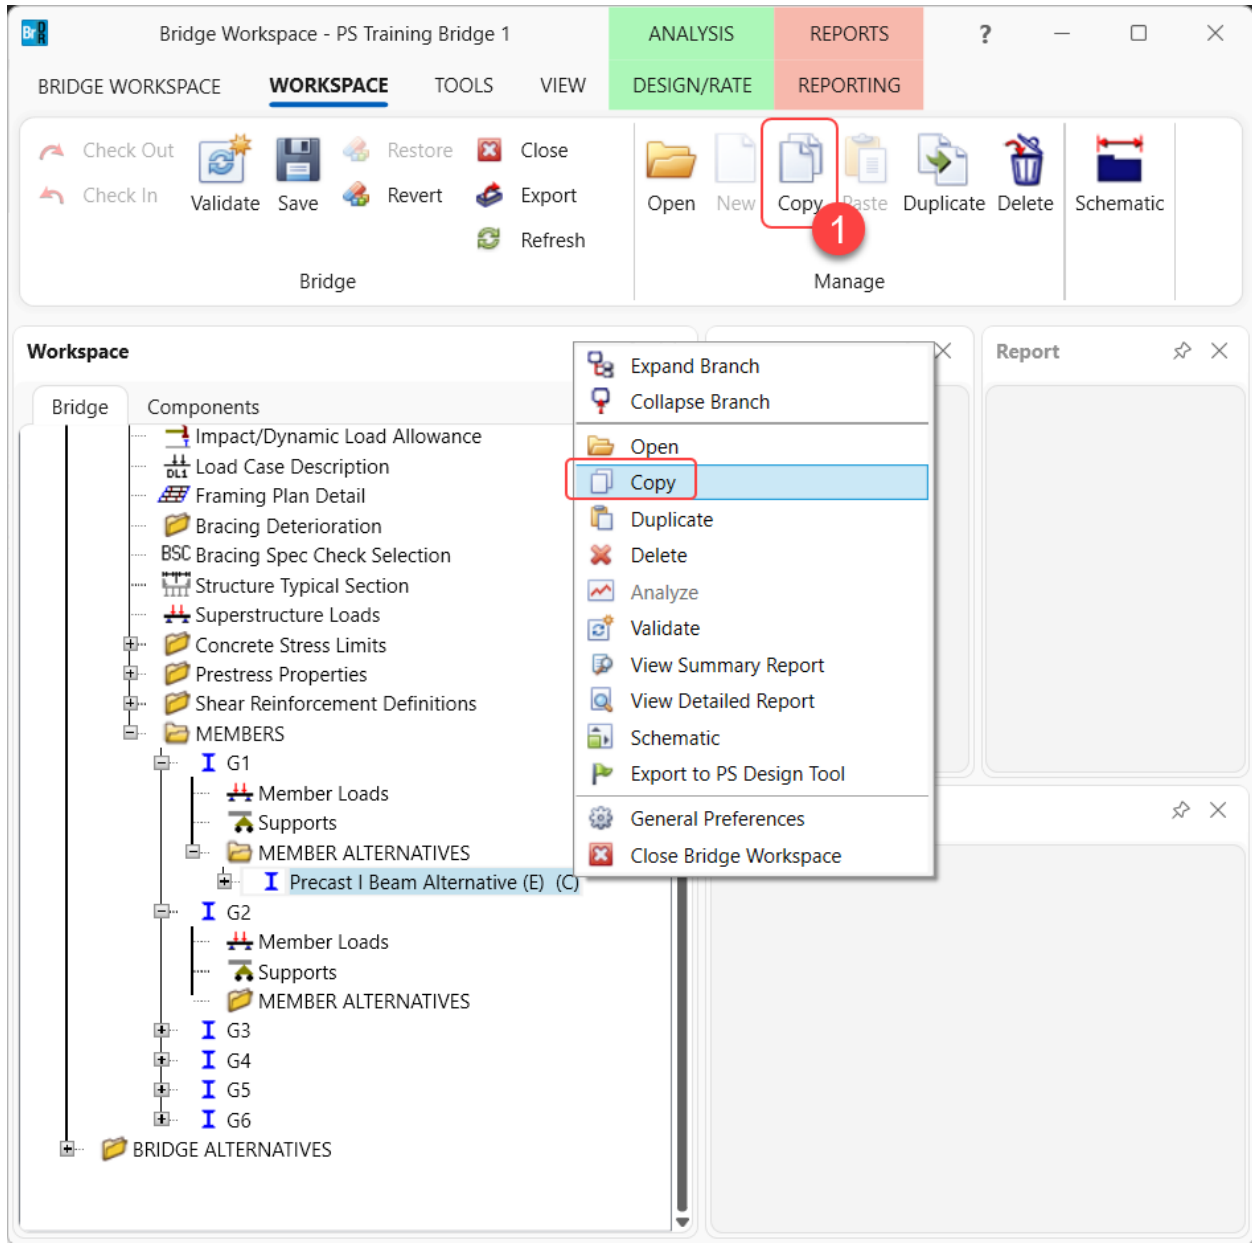 BrDR Bridge Workspace - PS Training Bridge 1 ANALYSIS REPORTS ?
BRIDGE WORKSPACE WORKSPACE TOOLS VIEW DESIGN/RATE REPORTING
Check Out
Check In
Validate
Save
Restore
Revert
Close
Export
Refresh
Bridge
Open
New
Copy
1
Paste
Duplicate
Delete
Manage
Schematic
Workspace
Bridge Components
Impact/Dynamic Load Allowance
DL1 Load Case Description
Framing Plan Detail
Bracing Deterioration
BSC Bracing Spec Check Selection
Structure Typical Section
Superstructure Loads
Concrete Stress Limits
Prestress Properties
Shear Reinforcement Definitions
MEMBERS
G1
Member Loads
Supports
MEMBER ALTERNATIVES
Precast I Beam Alternative (E) (C)
G2
Member Loads
Supports
MEMBER ALTERNATIVES
G3
G4
G5
G6
BRIDGE ALTERNATIVES
Expand Branch
Collapse Branch
Open
Copy
Duplicate
Delete
Analyze
Validate
View Summary Report
View Detailed Report
Schematic
Export to PS Design Tool
General Preferences
Close Bridge Workspace
Report